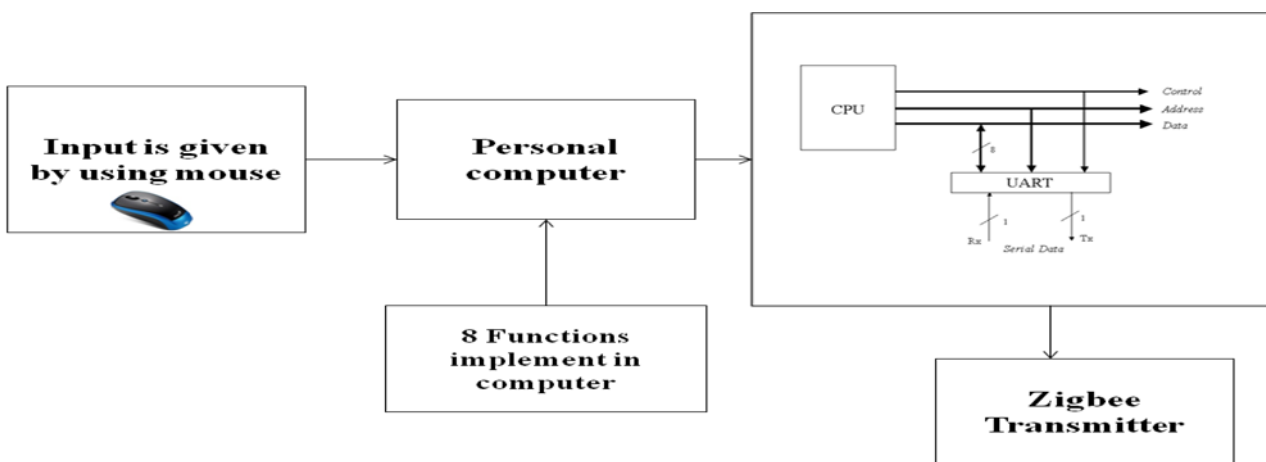 Input is given
by using mouse
Personal
computer
8 Functions
implement in
computer
CPU
Control
Address
Data
8
UART
1
1
Rx
Serial Data
Tx
Zigbee
Transmitter